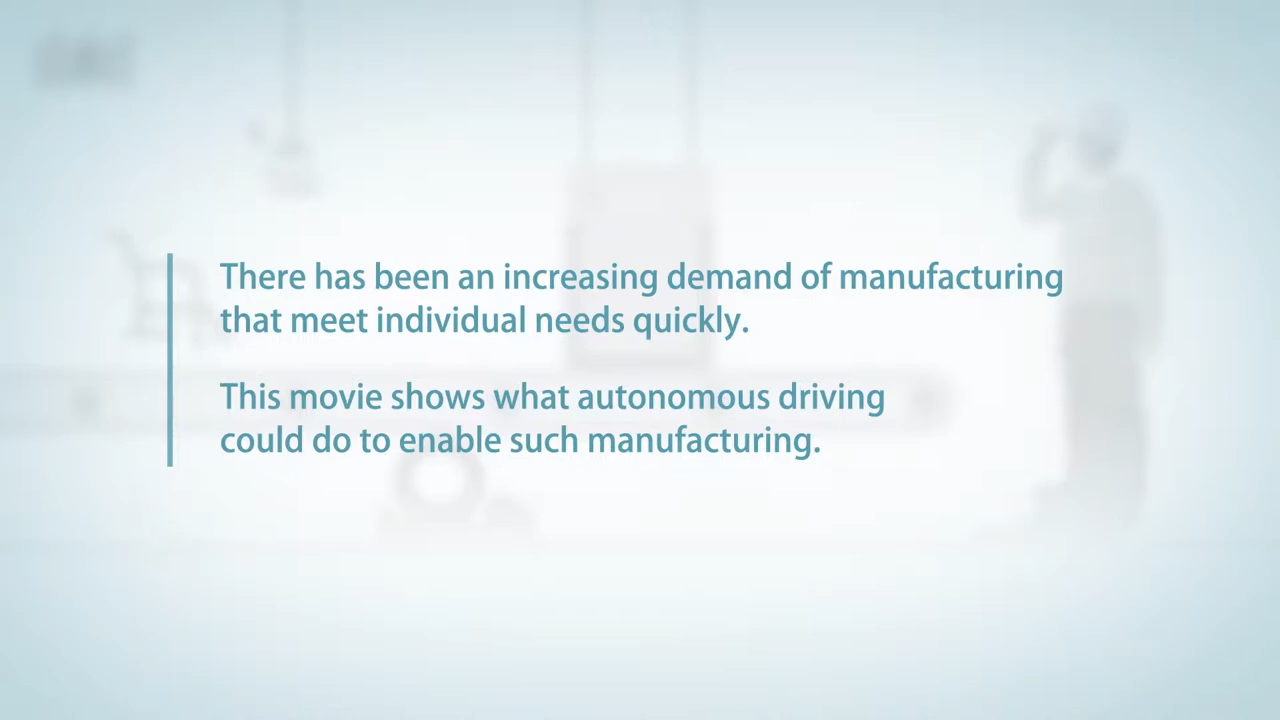 There has been an increasing demand of manufacturing
that meet individual needs quickly.
This movie shows what autonomous driving
could do to enable such manufacturing.